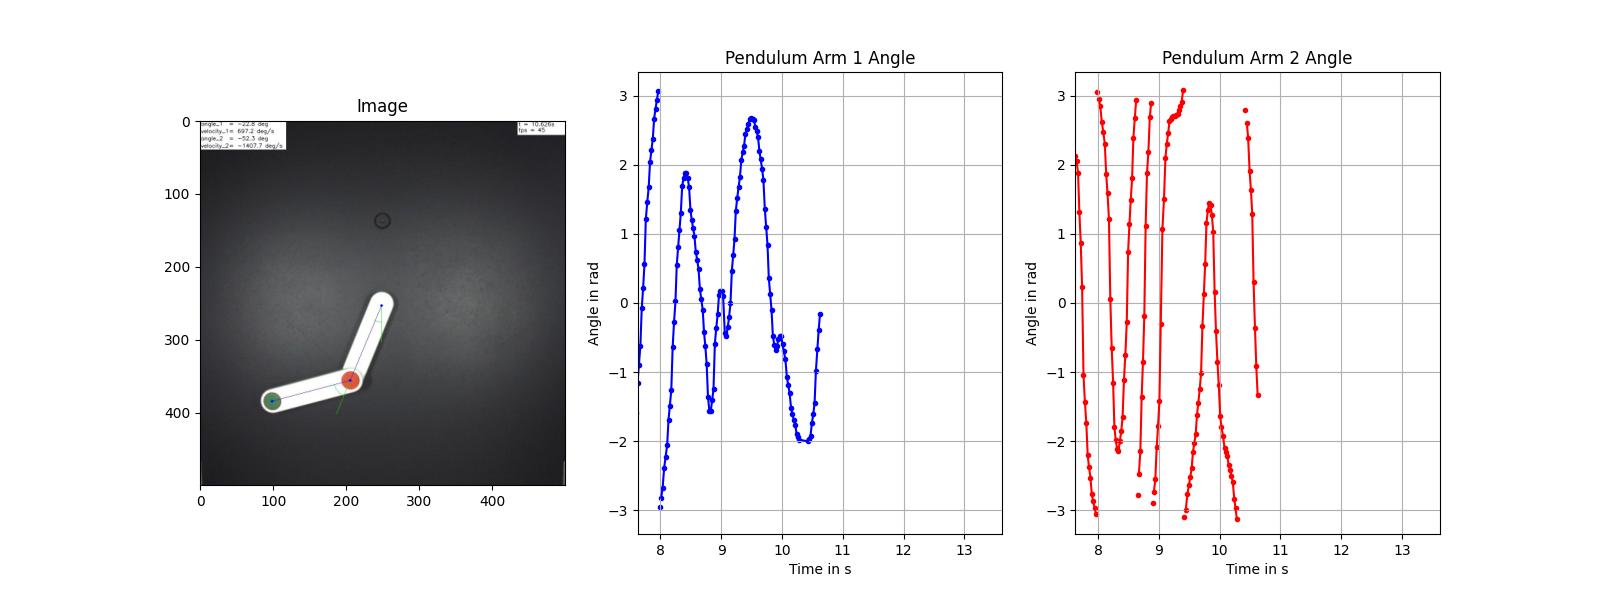 Image
angle_1 = -22.8 deg
velocity_1= 697.2 deg/s
angle_2 = -52.3 deg
velocity_2= -1407.7 deg/s
t = 10.626s
fps = 45
0
100
200
300
400
0 100 200 300 400
Pendulum Arm 1 Angle
Angle in rad
3
2
1
0
−1
−2
−3
8 9 10 11 12 13
Time in s
Pendulum Arm 2 Angle
Angle in rad
3
2
1
0
−1
−2
−3
8 9 10 11 12 13
Time in s